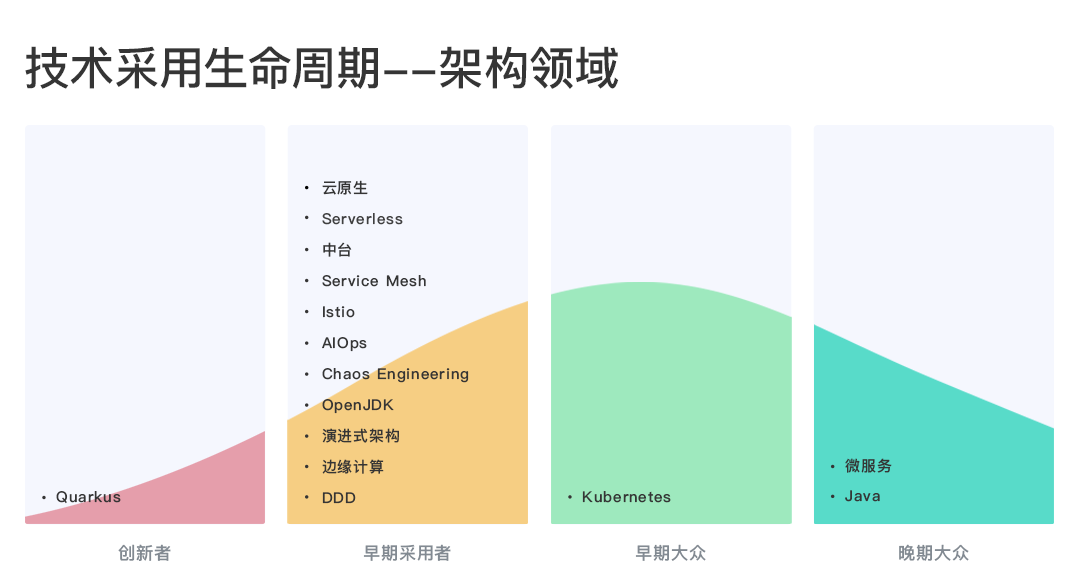 技术采用生命周期––架构领域
• Quarkus
创新者
• 云原生
• Serverless
• 中台
• Service Mesh
• Istio
• AIOps
• Chaos Engineering
• OpenJDK
• 演进式架构
• 边缘计算
• DDD
早期采用者
• Kubernetes
早期大众
• 微服务
• Java
晚期大众